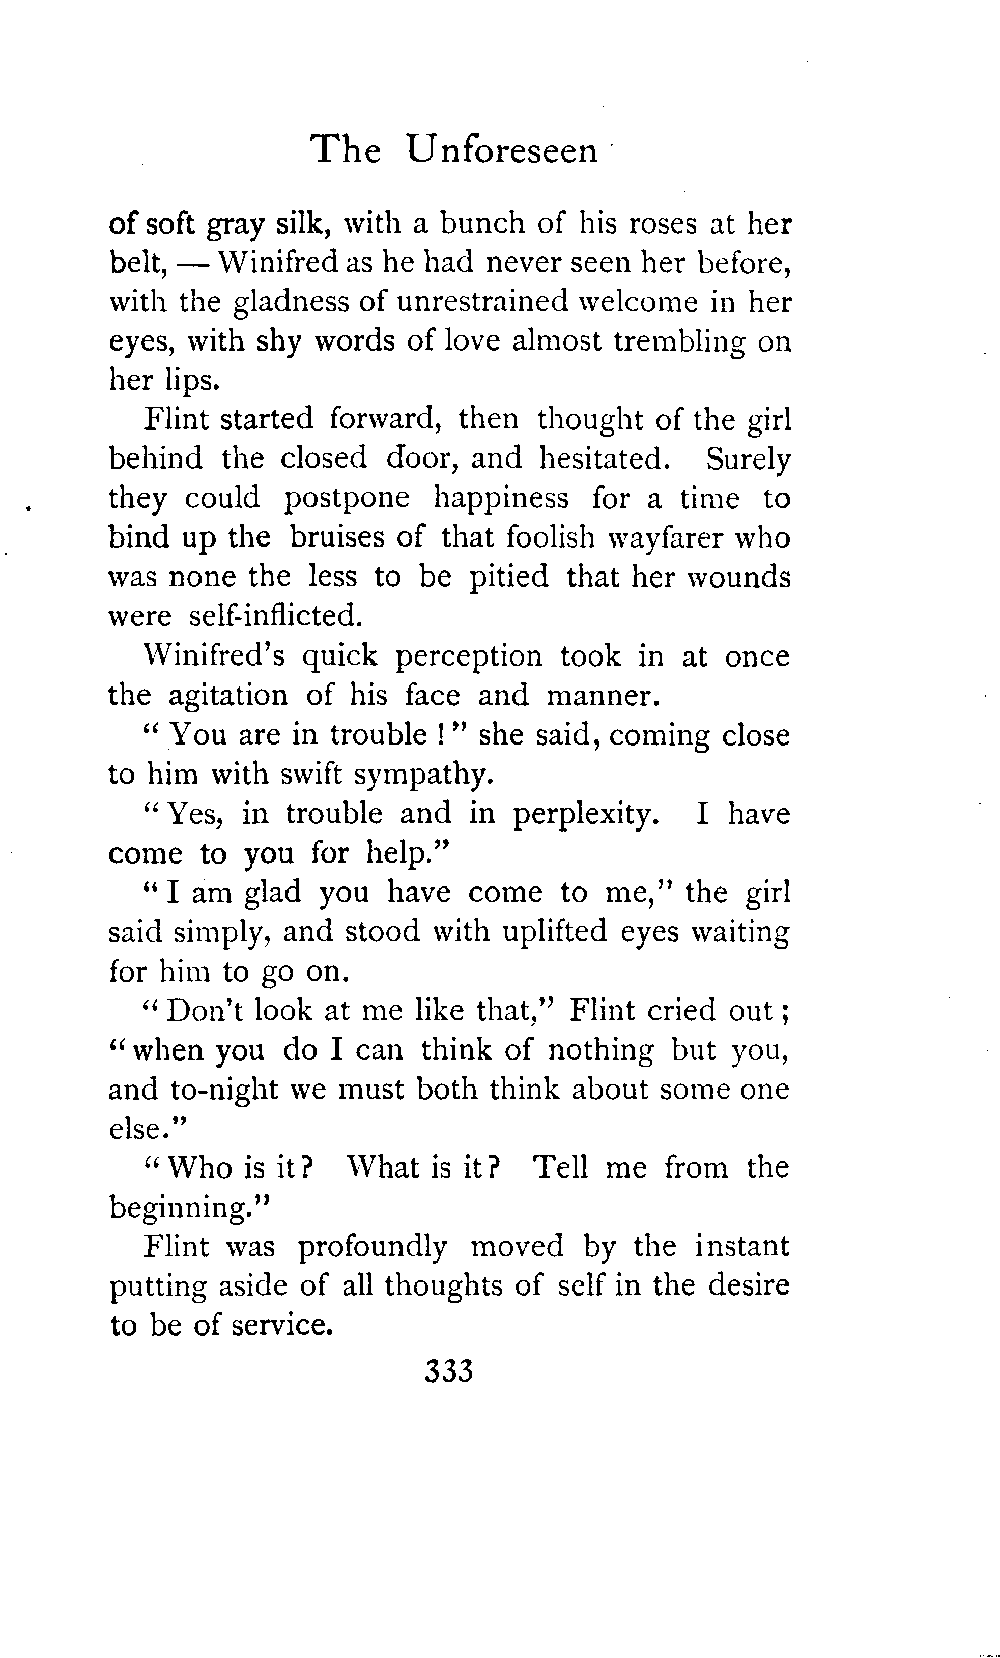 The Unforeseen
of soft gray silk, with a bunch of his roses at her
belt, — Winifred as he had never seen her before,
with the gladness of unrestrained welcome in her
eyes, with shy words of love almost trembling on
her lips.
Flint started forward, then thought of the girl
behind the closed door, and hesitated. Surely
they could postpone happiness for a time to
bind up the bruises of that foolish wayfarer who
was none the less to be pitied that her wounds
were self-inflicted.
Winifred's quick perception took in at once
the agitation of his face and manner.
"You are in trouble!" she said, coming close
to him with swift sympathy.
"Yes, in trouble and in perplexity. I have
come to you for help."
"I am glad you have come to me," the girl
said simply, and stood with uplifted eyes waiting
for him to go on.
"Don't look at me like that," Flint cried out;
"when you do I can think of nothing but you,
and to-night we must both think about some one
else."
"Who is it? What is it? Tell me from the
beginning."
Flint was profoundly moved by the instant
putting aside of all thoughts of self in the desire
to be of service.
333